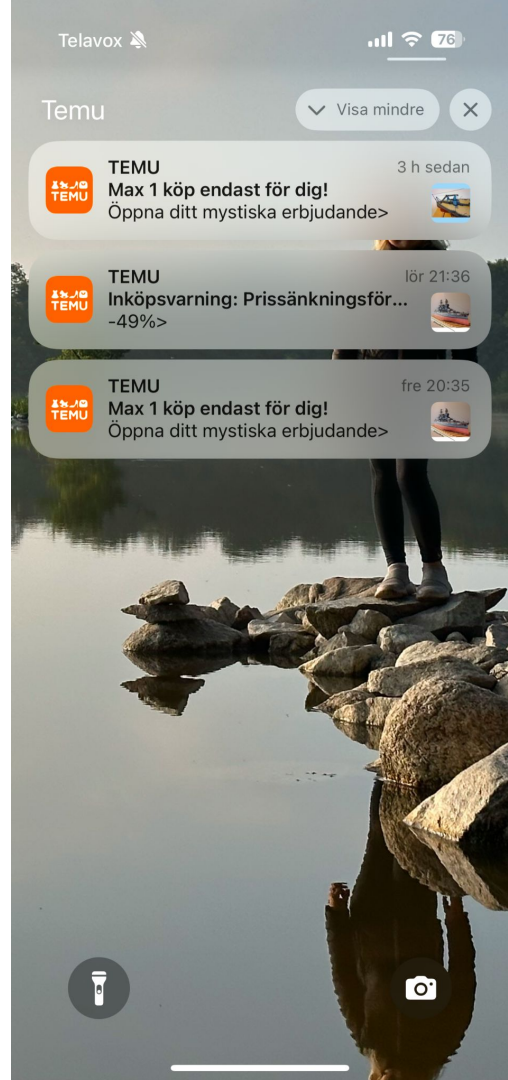 Telavox
76
Temu
Visa mindre
TEMU
TEMU
3 h sedan
Max 1 köp endast för dig!
Öppna ditt mystiska erbjudande>
TEMU
TEMU
lör 21:36
Inköpsvarning: Prissänkningsför...
-49%>
TEMU
TEMU
fre 20:35
Max 1 köp endast för dig!
Öppna ditt mystiska erbjudande>